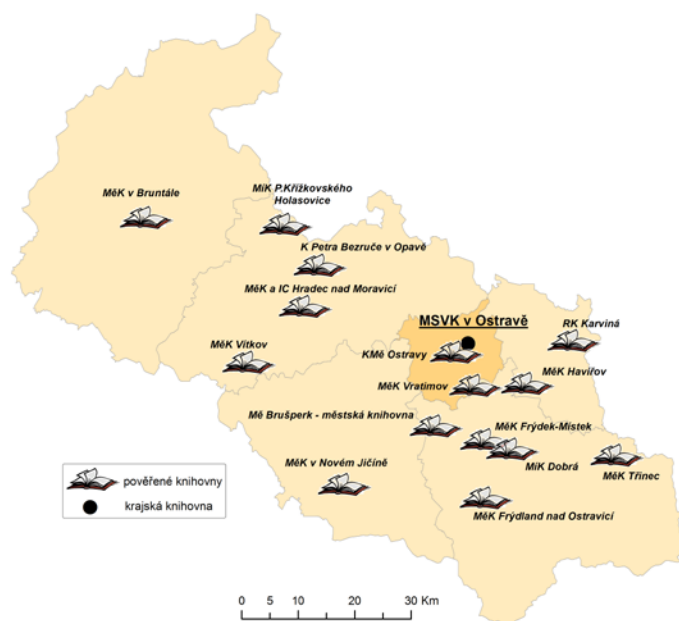 MěK v Bruntále
MíK P.Křížkovského
Holasovice
K Petra Bezruče v Opavě
MěK a IC Hradec nad Moravicí
MSVK v Ostravě
RK Karviná
KMě Ostravy
MěK Vítkov
MěK Havířov
MěK Vratimov
Mě Brušperk - městská knihovna
MěK Frýdek-Místek
MěK v Novém Jičíně
MíK Dobrá
MěK Třinec
pověřené knihovny
krajská knihovna
MěK Frýdland nad Ostravicí
0 5 10 20 30 Km